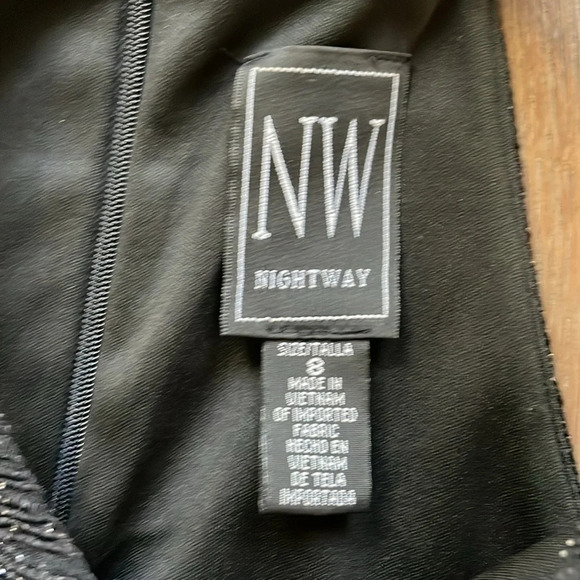 NW
NIGHTWAY
SIZE/TALLA
8
MADE IN
VIETNAM
OF IMPORTED
FABRIC
HECHO EN
VIETNAM
DE TELA
IMPORTADA